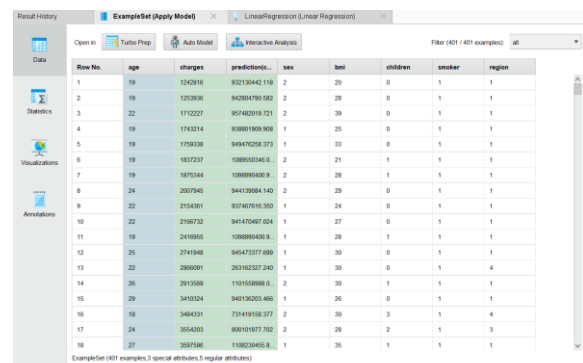 Result History ExampleSet (Apply Model) LinearRegression (Linear Regression)
Open in Turbo Prep Auto Model Interactive Analysis Filter (401 / 401 examples): all
Data
Statistics
Visualizations
Annotations
Row No. age charges prediction(c... sex bmi children smoker region
1 19 1242816 932130442.119 2 20 0 1 1
2 19 1253936 942804790.582 2 28 0 1 1
3 22 1712227 957482019.721 2 39 0 1 1
4 19 1743214 938801909.908 1 25 0 1 1
5 19 1759338 949476258.373 1 33 0 1 1
6 19 1837237 1089550346.0... 2 21 1 1 1
7 19 1875344 1098890400.9... 2 28 1 1 1
8 24 2007945 944139084.140 2 29 0 1 1
9 22 2154361 937467616.350 1 24 0 1 1
10 22 2166732 941470497.024 1 27 0 1 1
11 19 2416955 1098890400.9... 1 28 1 1 1
12 25 2741948 945473377.699 1 30 0 1 1
13 22 2866091 263162327.240 1 30 0 1 4
14 26 2913569 1101558988.0... 2 30 1 1 1
15 29 3410324 940136203.466 1 26 0 1 1
16 18 3484331 731419158.377 2 30 3 1 4
17 24 3554203 800101977.702 2 28 2 1 3
18 27 3597596 1108230455.8... 1 35 1 1 1
ExampleSet (401 examples,3 special attributes,5 regular attributes)